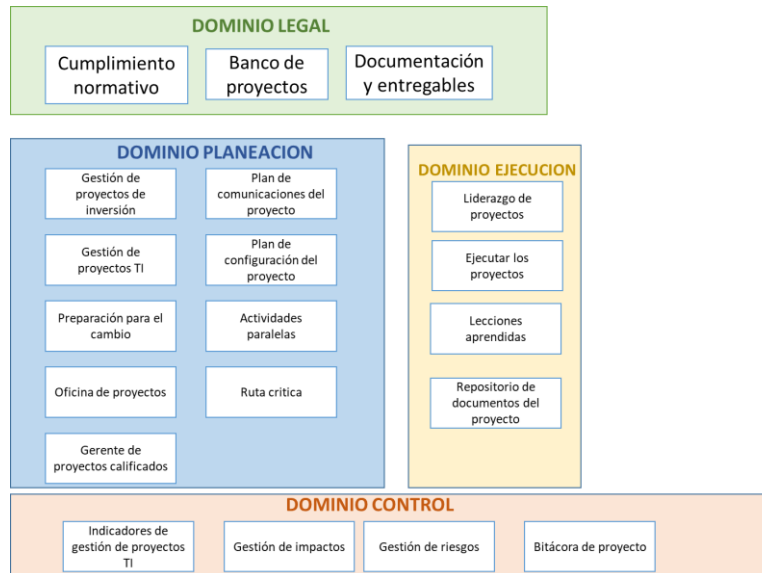 DOMINIO LEGAL
Cumplimiento
normativo
Banco de
proyectos
Documentación
y entregables
DOMINIO PLANEACION
Gestión de
proyectos de
inversión
Plan de
comunicaciones del
proyecto
Gestión de
proyectos TI
Plan de
configuración del
proyecto
Preparación para el
cambio
Actividades
paralelas
Oficina de proyectos
Ruta critica
Gerente de
proyectos calificados
DOMINIO EJECUCION
Liderazgo de
proyectos
Ejecutar los
proyectos
Lecciones
aprendidas
Repositorio de
documentos del
proyecto
DOMINIO CONTROL
Indicadores de
gestión de proyectos
TI
Gestión de impactos
Gestión de riesgos
Bitácora de proyecto